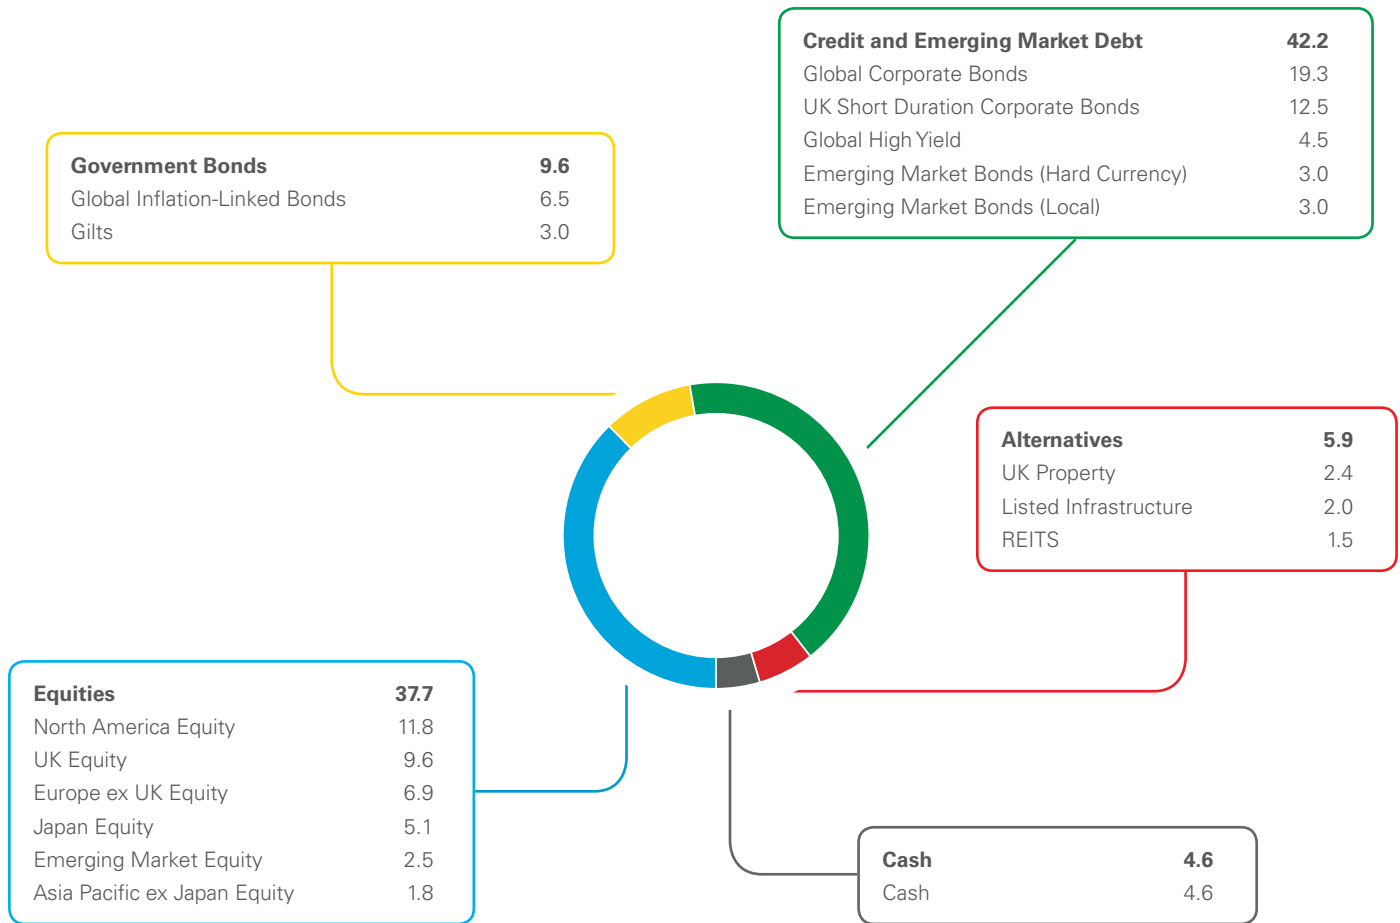 Credit and Emerging Market Debt 42.2
Global Corporate Bonds 19.3
UK Short Duration Corporate Bonds 12.5
Global High Yield 4.5
Emerging Market Bonds (Hard Currency) 3.0
Emerging Market Bonds (Local) 3.0
Government Bonds 9.6
Global Inflation-Linked Bonds 6.5
Gilts 3.0
Alternatives 5.9
UK Property 2.4
Listed Infrastructure 2.0
REITS 1.5
Equities 37.7
North America Equity 11.8
UK Equity 9.6
Europe ex UK Equity 6.9
Japan Equity 5.1
Emerging Market Equity 2.5
Asia Pacific ex Japan Equity 1.8
Cash 4.6
Cash 4.6